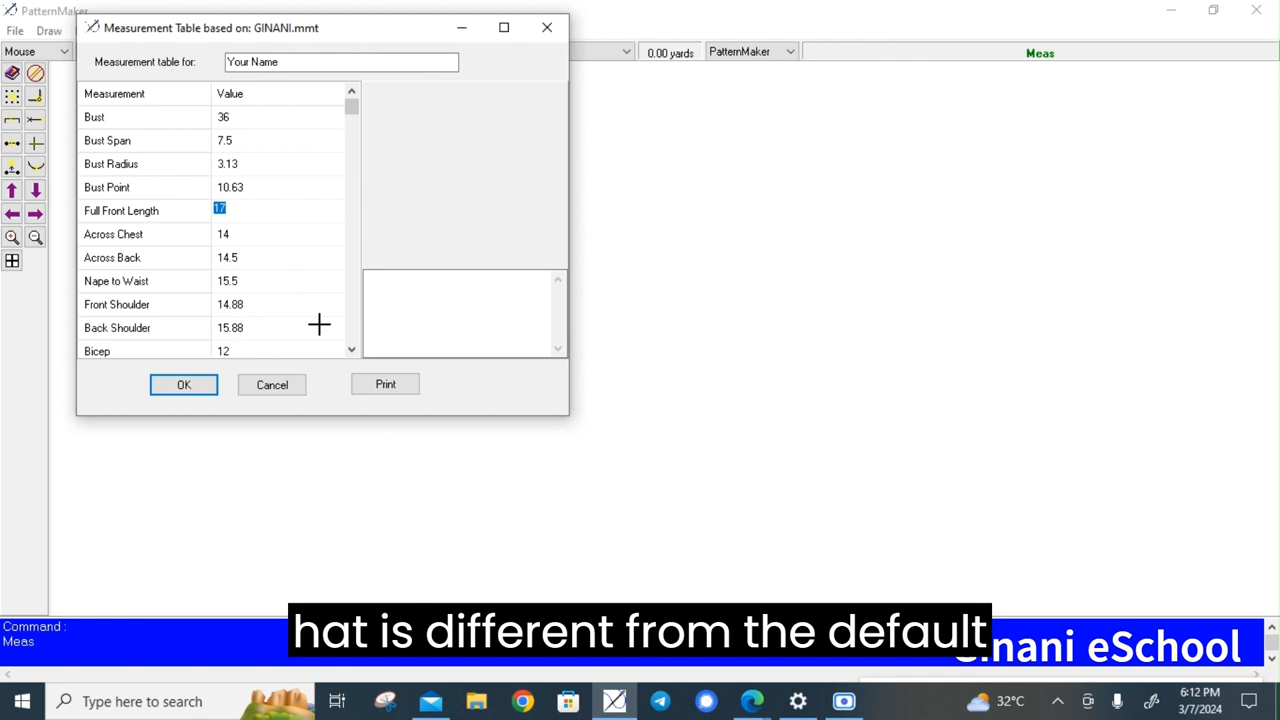 PatternMaker
File Draw
Mouse
0.00 yards
PatternMaker
Meas
Measurement Table based on: GINANI.mmt
Measurement table for: Your Name
Measurement Value
Bust 36
Bust Span 7.5
Bust Radius 3.13
Bust Point 10.63
Full Front Length 17
Across Chest 14
Across Back 14.5
Nape to Waist 15.5
Front Shoulder 14.88
Back Shoulder 15.88
Bicep 12
OK Cancel Print
Command :
Meas
hat is different from the default
Ginani eSchool
Type here to search
32°C
6:12 PM
3/7/2024